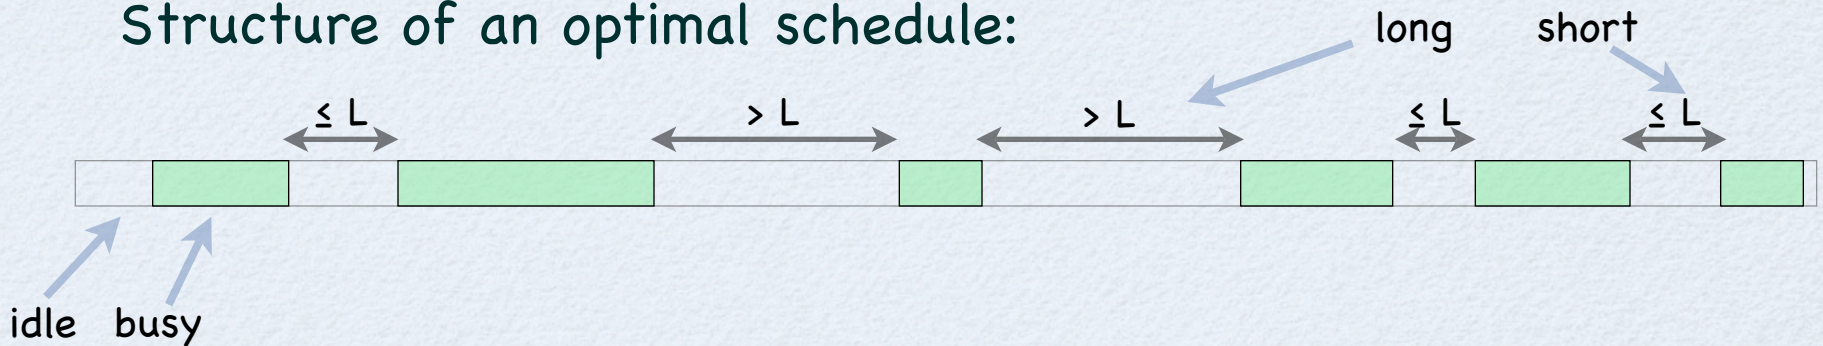 Structure of an optimal schedule:
long short
≤ L > L > L ≤ L ≤ L
idle busy